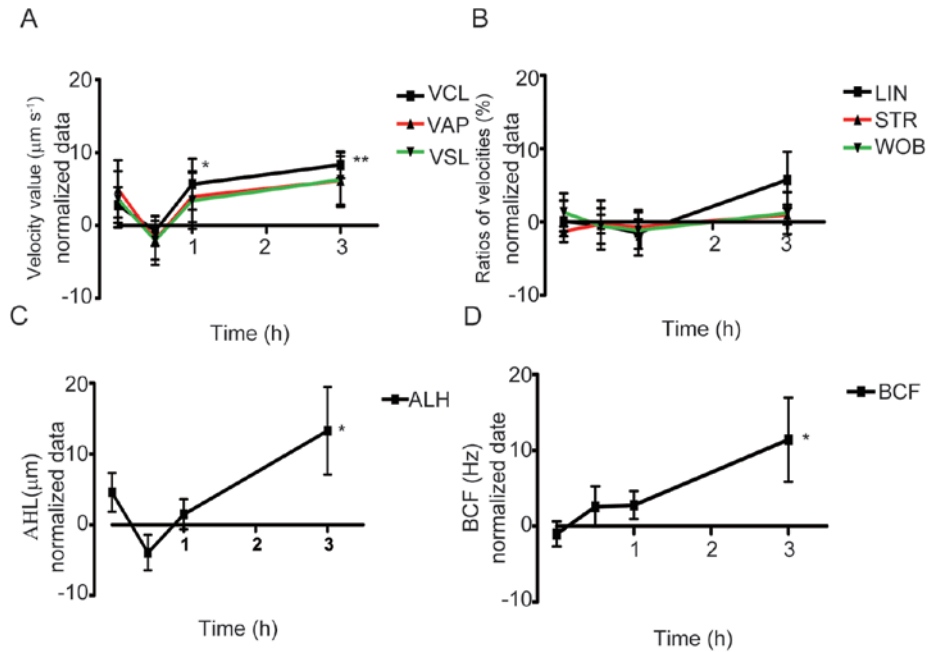 A
20
10
0
-10
Velocity value (µm s⁻¹)
normalized data
1
2
3
Time (h)
VCL
VAP
VSL
*
**
B
20
10
0
-10
Ratios of velocities (%)
normalized data
2
3
Time (h)
LIN
STR
WOB
C
20
10
0
-10
AHL(µm)
normalized data
1
2
3
Time (h)
ALH
*
D
20
10
0
-10
BCF (Hz)
normalized date
1
2
3
Time (h)
BCF
*